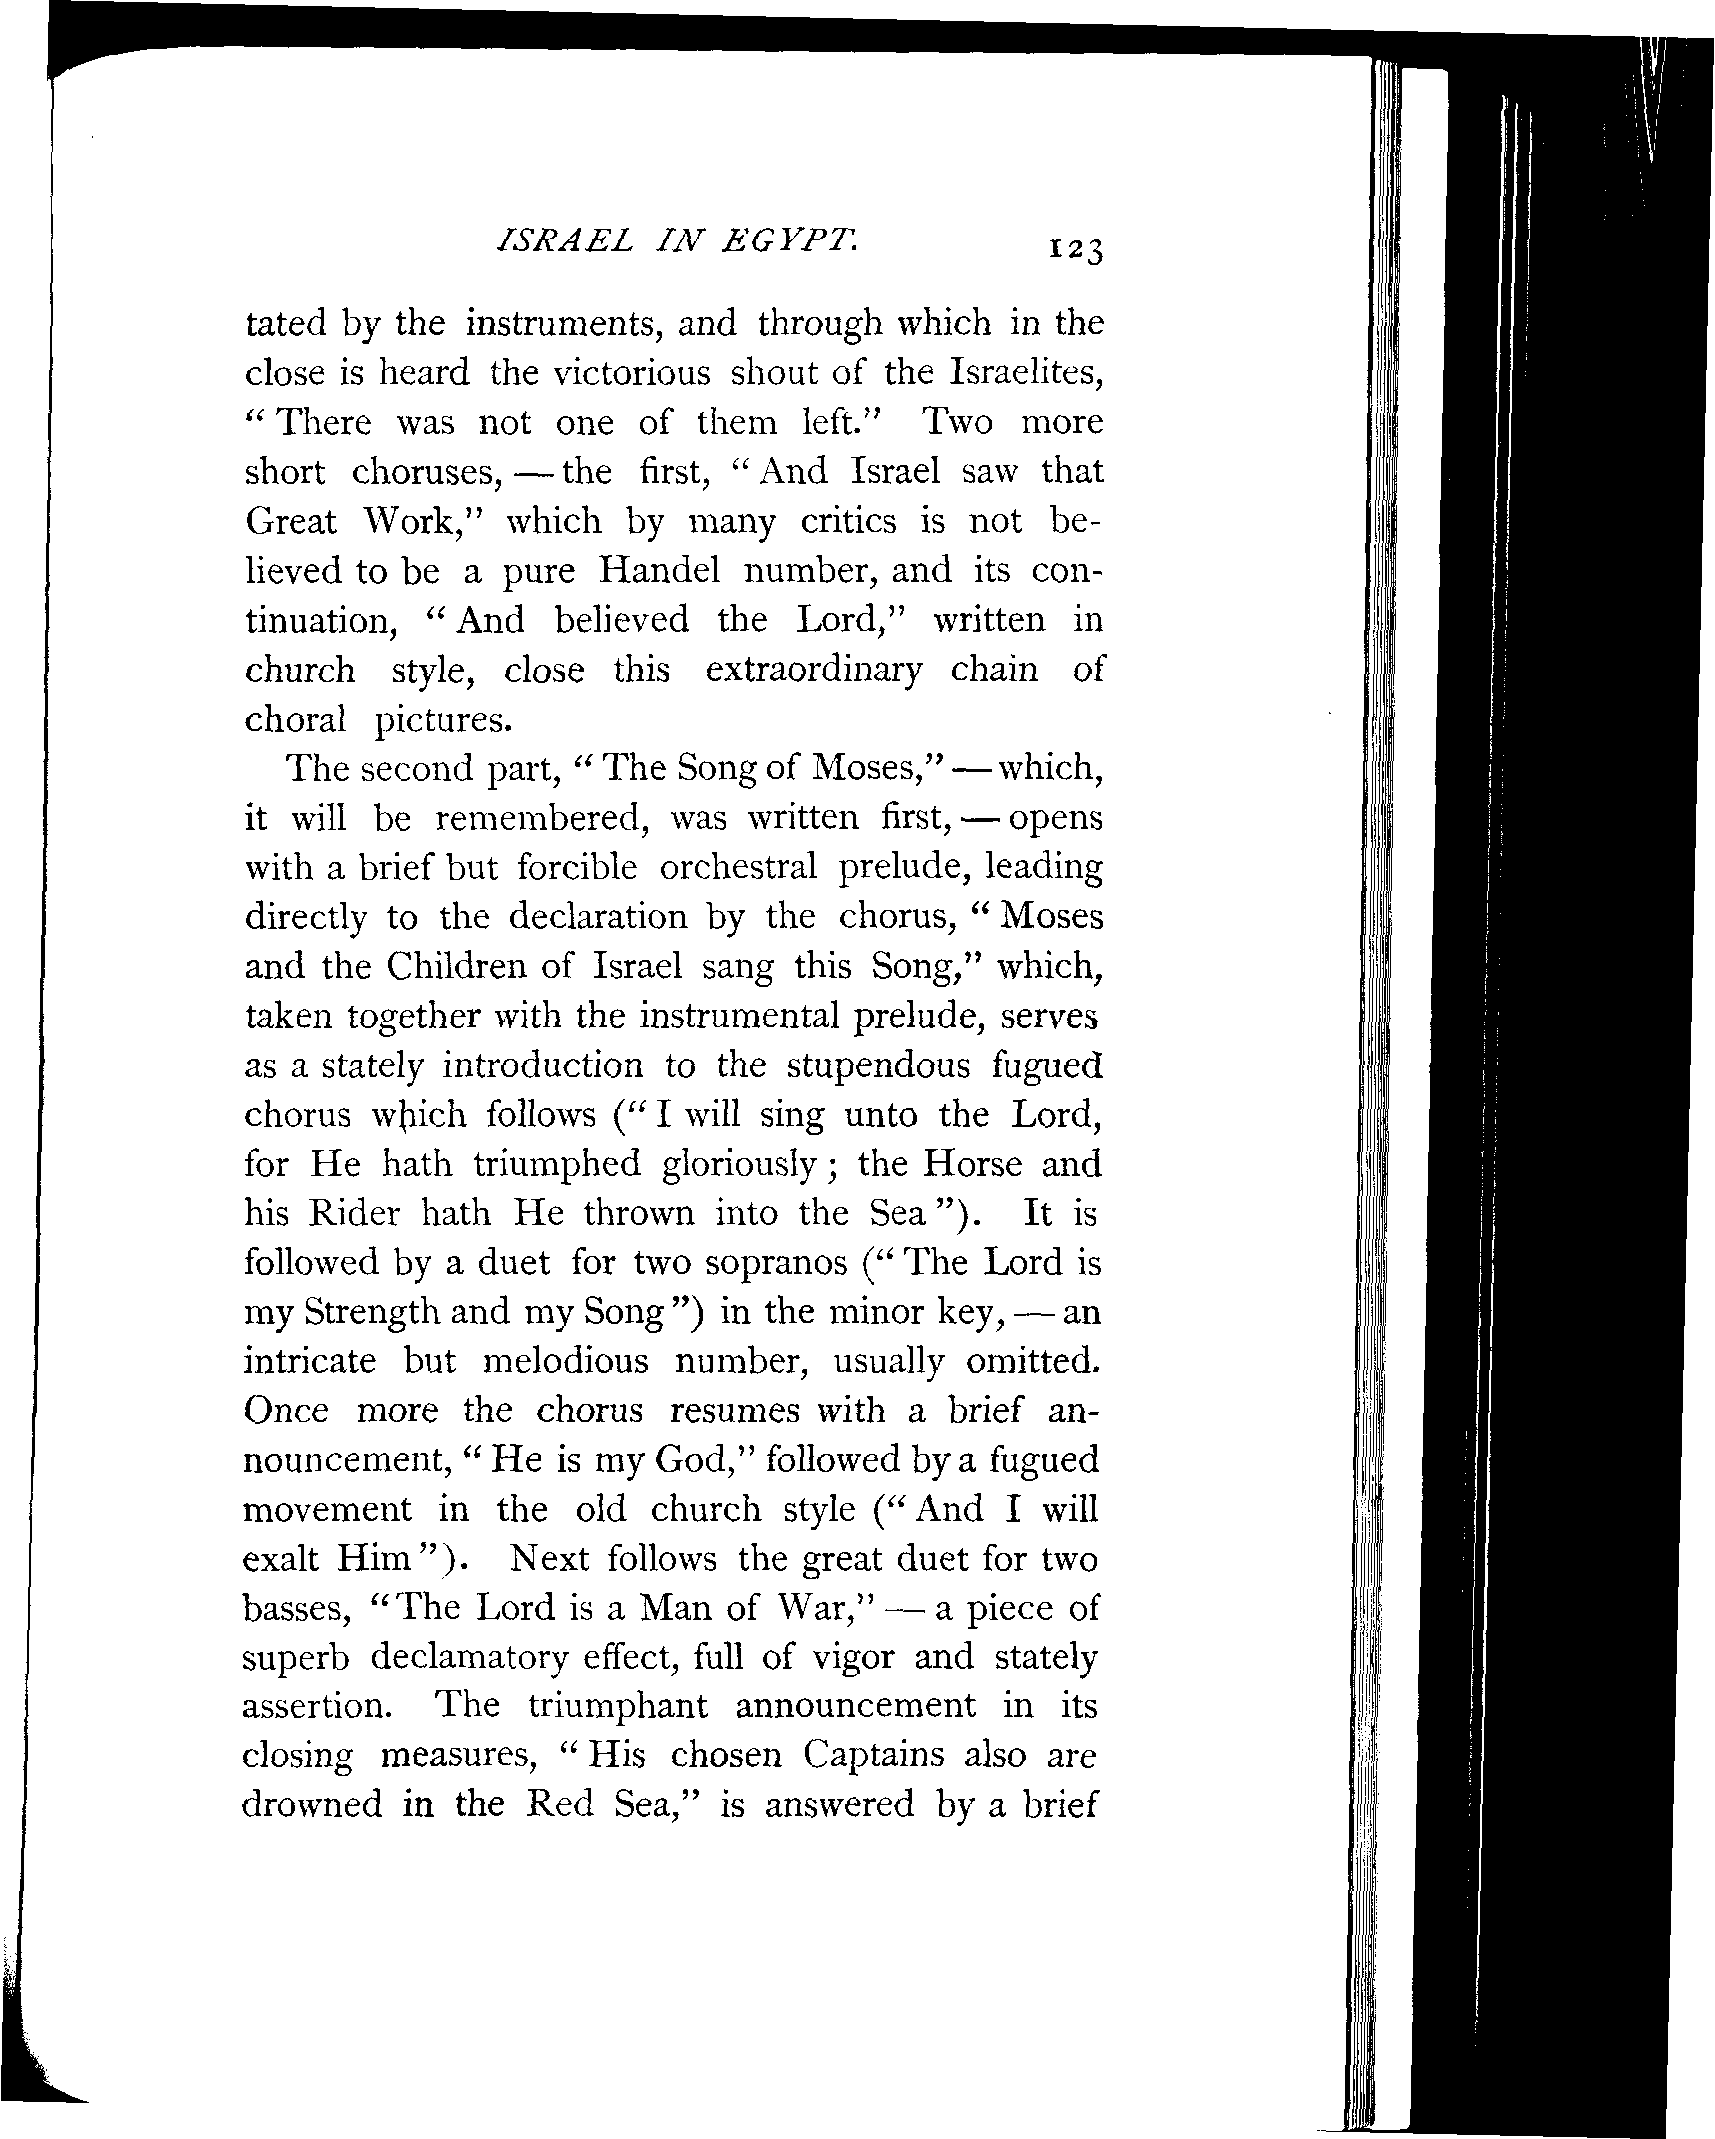 ISRAEL IN EGYPT. 123
tated by the instruments, and through which in the
close is heard the victorious shout of the Israelites,
“ There was not one of them left.” Two more
short choruses, — the first, “ And Israel saw that
Great Work,” which by many critics is not be-
lieved to be a pure Handel number, and its con-
tinuation, “ And believed the Lord,” written in
church style, close this extraordinary chain of
choral pictures.
The second part, “ The Song of Moses,” — which,
it will be remembered, was written first, — opens
with a brief but forcible orchestral prelude, leading
directly to the declaration by the chorus, “ Moses
and the Children of Israel sang this Song,” which,
taken together with the instrumental prelude, serves
as a stately introduction to the stupendous fugued
chorus which follows (“ I will sing unto the Lord,
for He hath triumphed gloriously ; the Horse and
his Rider hath He thrown into the Sea ”). It is
followed by a duet for two sopranos (“ The Lord is
my Strength and my Song ”) in the minor key, — an
intricate but melodious number, usually omitted.
Once more the chorus resumes with a brief an-
nouncement, “ He is my God,” followed by a fugued
movement in the old church style (“ And I will
exalt Him ”). Next follows the great duet for two
basses, “ The Lord is a Man of War,” — a piece of
superb declamatory effect, full of vigor and stately
assertion. The triumphant announcement in its
closing measures, “ His chosen Captains also are
drowned in the Red Sea,” is answered by a brief